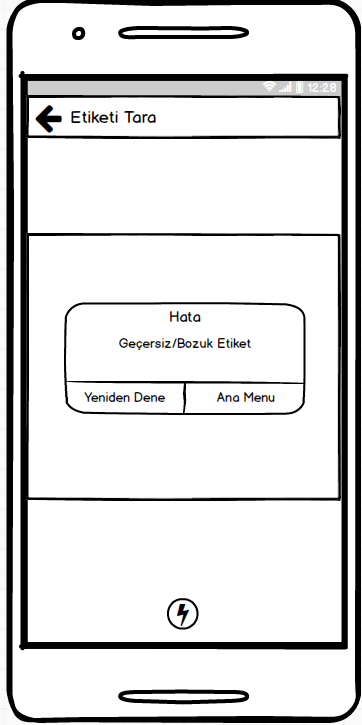 12:28
Etiketi Tara
Hata
Geçersiz/Bozuk Etiket
Yeniden Dene
Ana Menu